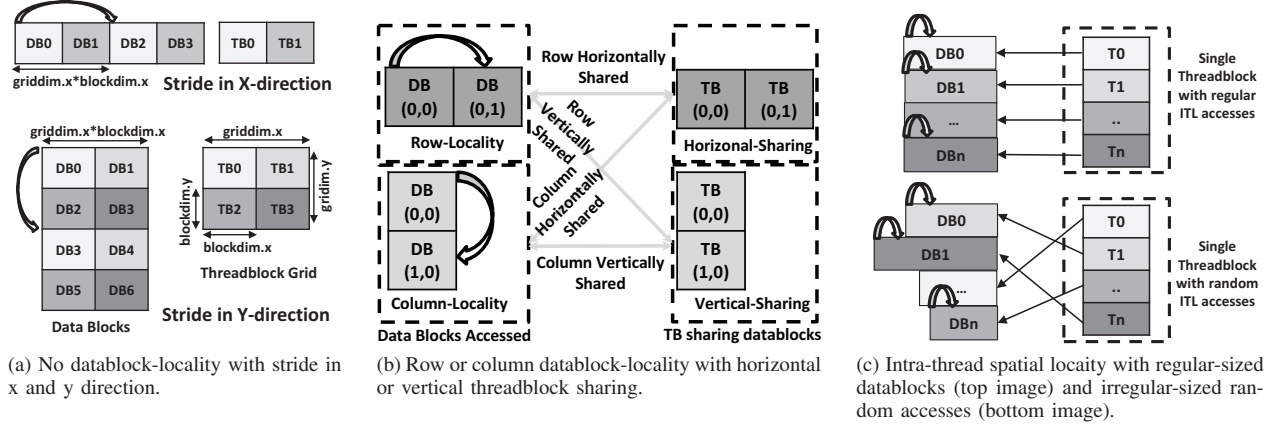 DB0 DB1 DB2 DB3 TB0 TB1
griddim.x*blockdim.x
Stride in X-direction
griddim.x*blockdim.x
griddim.x
DB0 DB1
DB2 DB3
DB3 DB4
DB5 DB6
TB0 TB1
TB2 TB3
blockdim.y
gridim.y
blockdim.x
Threadblock Grid
Stride in Y-direction
Data Blocks
(a) No datablock-locality with stride in
x and y direction.
DB
(0,0)
DB
(0,1)
Row-Locality
DB
(0,0)
DB
(1,0)
Column-Locality
Data Blocks Accessed
Row Horizontally
Shared
Row
Vertically
Shared
Column
Horizontally
Shared
Column Vertically
Shared
TB
(0,0)
TB
(0,1)
Horizonal-Sharing
TB
(0,0)
TB
(1,0)
Vertical-Sharing
TB sharing datablocks
(b) Row or column datablock-locality with horizontal
or vertical threadblock sharing.
DB0
DB1
...
DBn
T0
T1
..
Tn
Single
Threadblock
with regular
ITL accesses
DB0
DB1
...
DBn
T0
T1
..
Tn
Single
Threadblock
with random
ITL accesses
(c) Intra-thread spatial locaity with regular-sized
datablocks (top image) and irregular-sized ran-
dom accesses (bottom image).